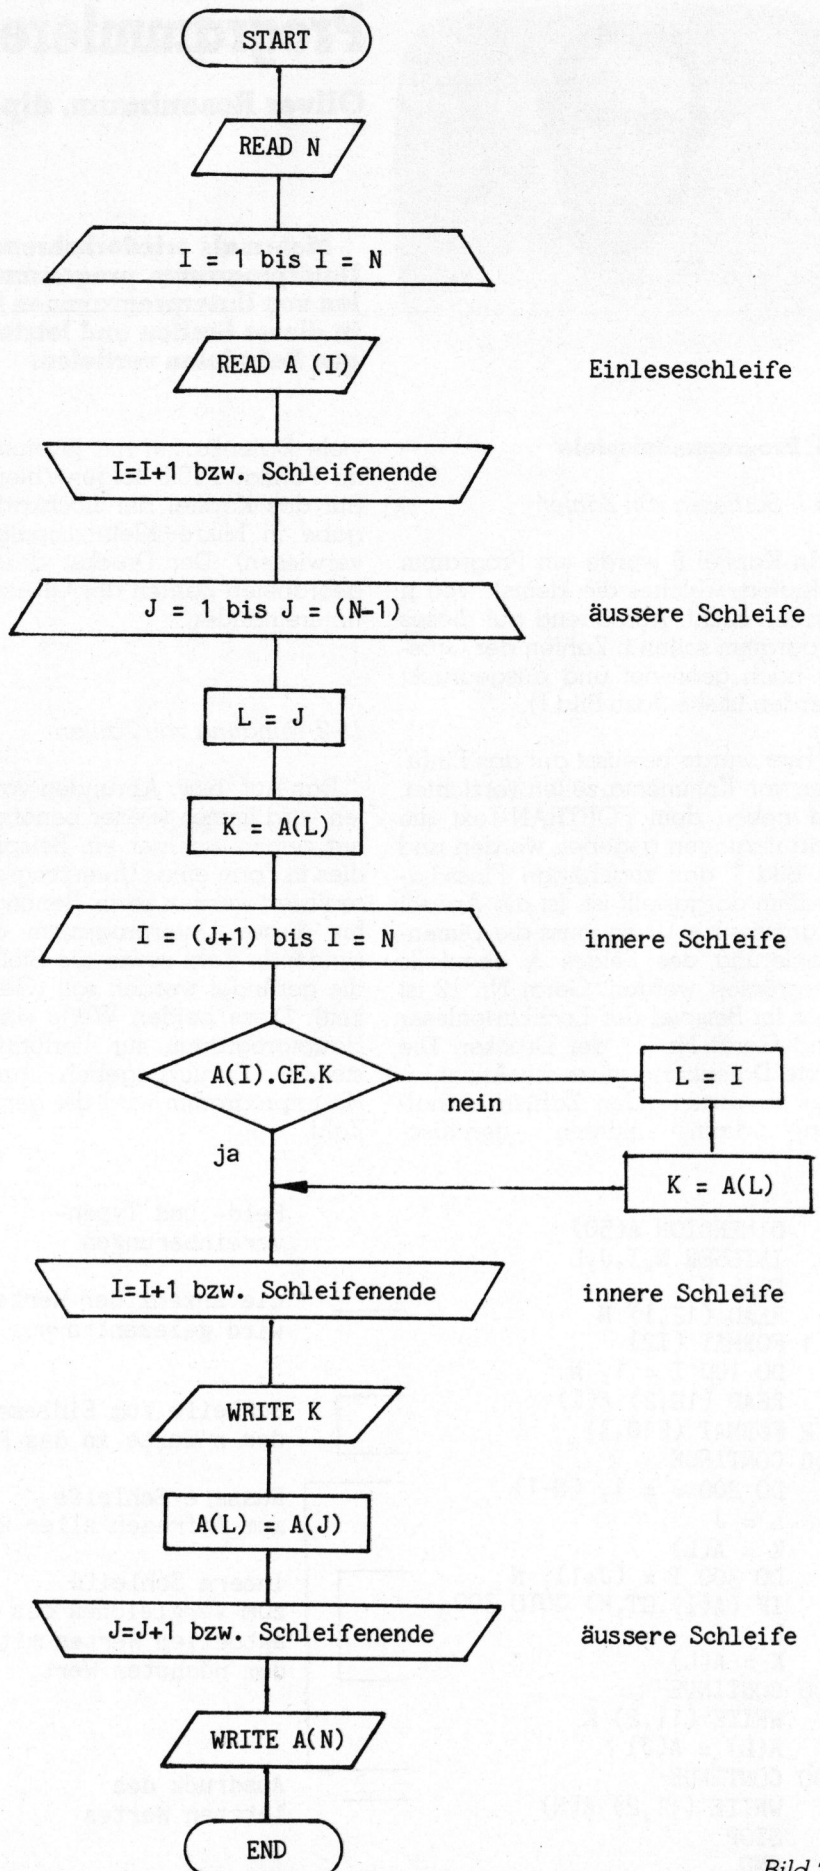 START
READ N
I = 1 bis I = N
READ A (I)
Einleseschleife
I=I+1 bzw. Schleifenende
J = 1 bis J = (N-1)
äussere Schleife
L = J
K = A(L)
I = (J+1) bis I = N
innere Schleife
A(I).GE.K
nein
L = I
ja
K = A(L)
I=I+1 bzw. Schleifenende
innere Schleife
WRITE K
A(L) = A(J)
J=J+1 bzw. Schleifenende
äussere Schleife
WRITE A(N)
END
Bild